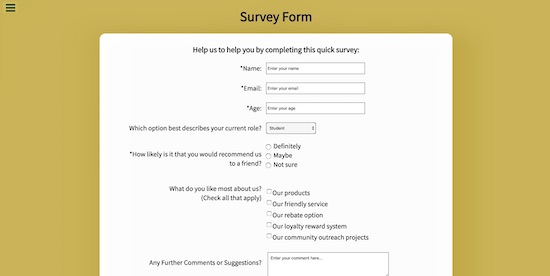 Survey Form
Help us to help you by completing this quick survey:
*Name: Enter your name
*Email: Enter your email
*Age: Enter your age
Which option best describes your current role? Student
*How likely is it that you would recommend us
to a friend?
Definitely
Maybe
Not sure
What do you like most about us?
(Check all that apply)
Our products
Our friendly service
Our rebate option
Our loyalty reward system
Our community outreach projects
Any Further Comments or Suggestions? Enter your comment here...